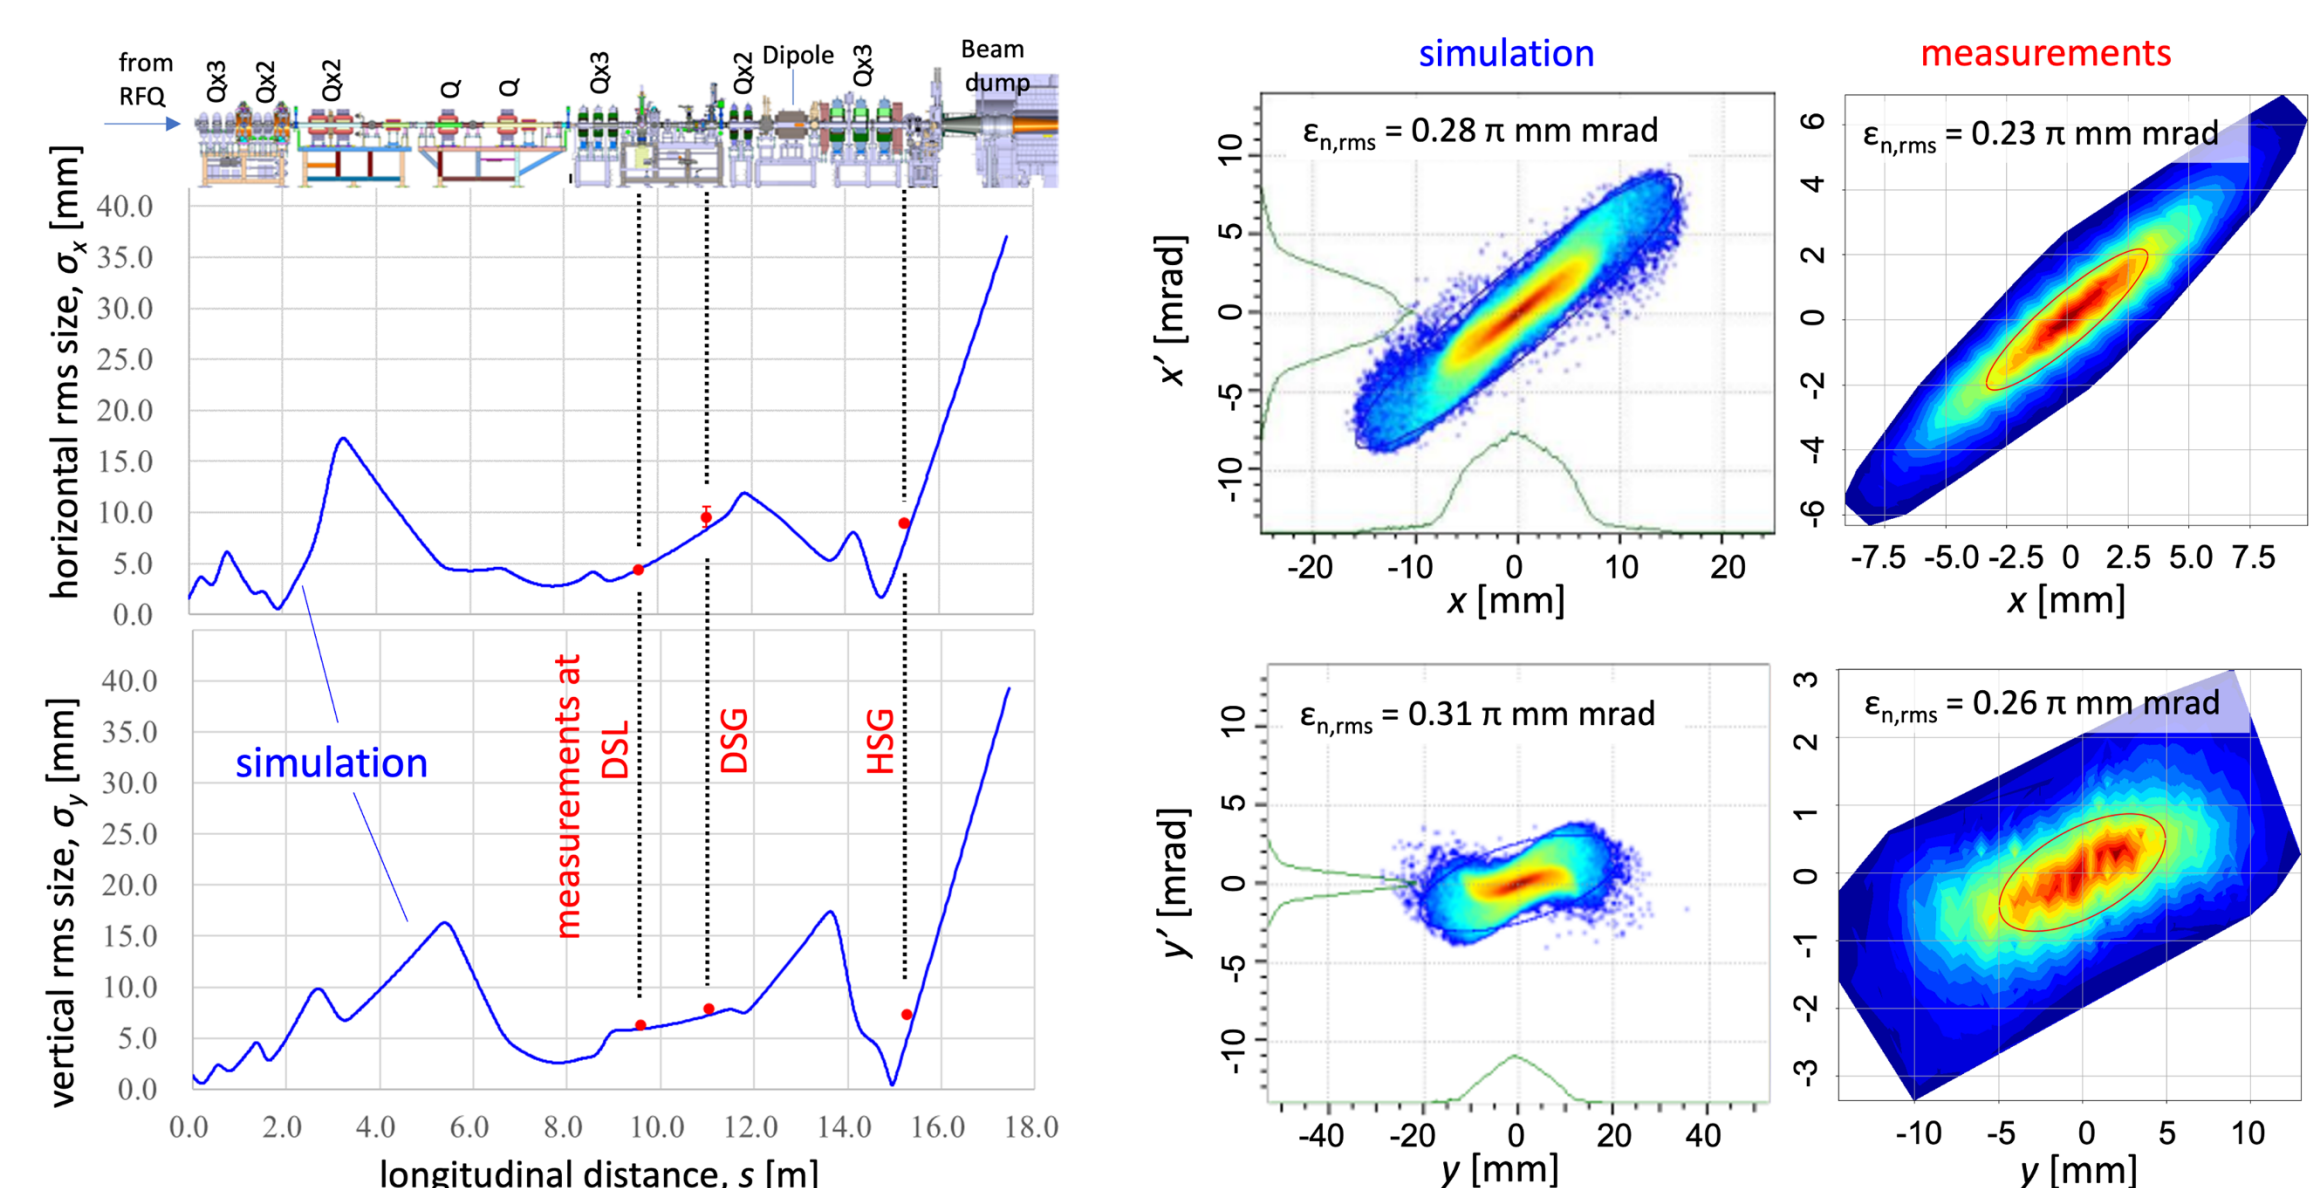 from
RFQ
Qx3
Qx2
Qx2
Q
Q
Qx3
Qx2
Dipole
Qx3
Beam
dump
horizontal rms size, σx [mm]
40.0
35.0
30.0
25.0
20.0
15.0
10.0
5.0
0.0
vertical rms size, σy [mm]
40.0
35.0
30.0
25.0
20.0
15.0
10.0
5.0
0.0
simulation
measurements at
DSL
DSG
HSG
0.0 2.0 4.0 6.0 8.0 10.0 12.0 14.0 16.0 18.0
longitudinal distance, s [m]
simulation
εn,rms = 0.28 π mm mrad
x′ [mrad]
10
5
0
-5
-10
-20 -10 0 10 20
x [mm]
measurements
εn,rms = 0.23 π mm mrad
6
4
2
0
-2
-4
-6
-7.5 -5.0 -2.5 0 2.5 5.0 7.5
x [mm]
εn,rms = 0.31 π mm mrad
y′ [mrad]
10
5
0
-5
-10
-40 -20 0 20 40
y [mm]
εn,rms = 0.26 π mm mrad
3
2
1
0
-1
-2
-3
-10 -5 0 5 10
y [mm]